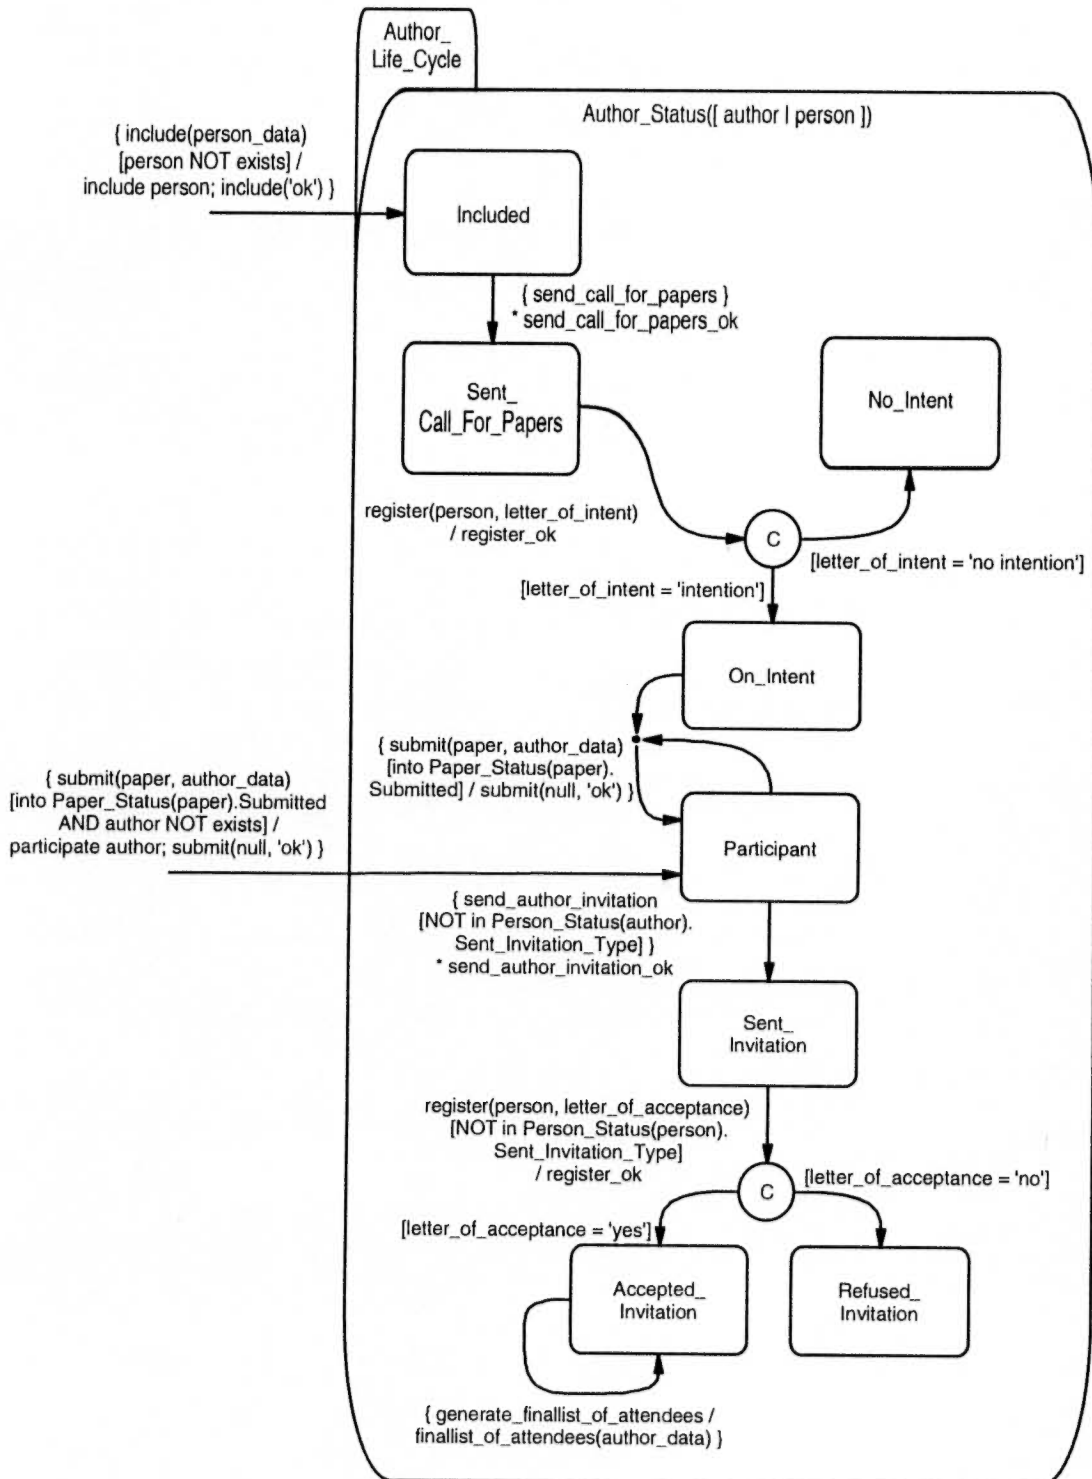 Author_
Life_Cycle
Author_Status([ author | person ])
{ include(person_data)
[person NOT exists] /
include person; include('ok') }
Included
{ send_call_for_papers }
* send_call_for_papers_ok
Sent_
Call_For_Papers
No_Intent
register(person, letter_of_intent)
/ register_ok
C
[letter_of_intent = 'no intention']
[letter_of_intent = 'intention']
On_Intent
{ submit(paper, author_data)
[into Paper_Status(paper).
Submitted] / submit(null, 'ok') }
{ submit(paper, author_data)
[into Paper_Status(paper).Submitted
AND author NOT exists] /
participate author; submit(null, 'ok') }
Participant
{ send_author_invitation
[NOT in Person_Status(author).
Sent_Invitation_Type] }
* send_author_invitation_ok
Sent_
Invitation
register(person, letter_of_acceptance)
[NOT in Person_Status(person).
Sent_Invitation_Type]
/ register_ok
C
[letter_of_acceptance = 'no']
[letter_of_acceptance = 'yes']
Accepted_
Invitation
Refused_
Invitation
{ generate_finallist_of_attendees /
finallist_of_attendees(author_data) }